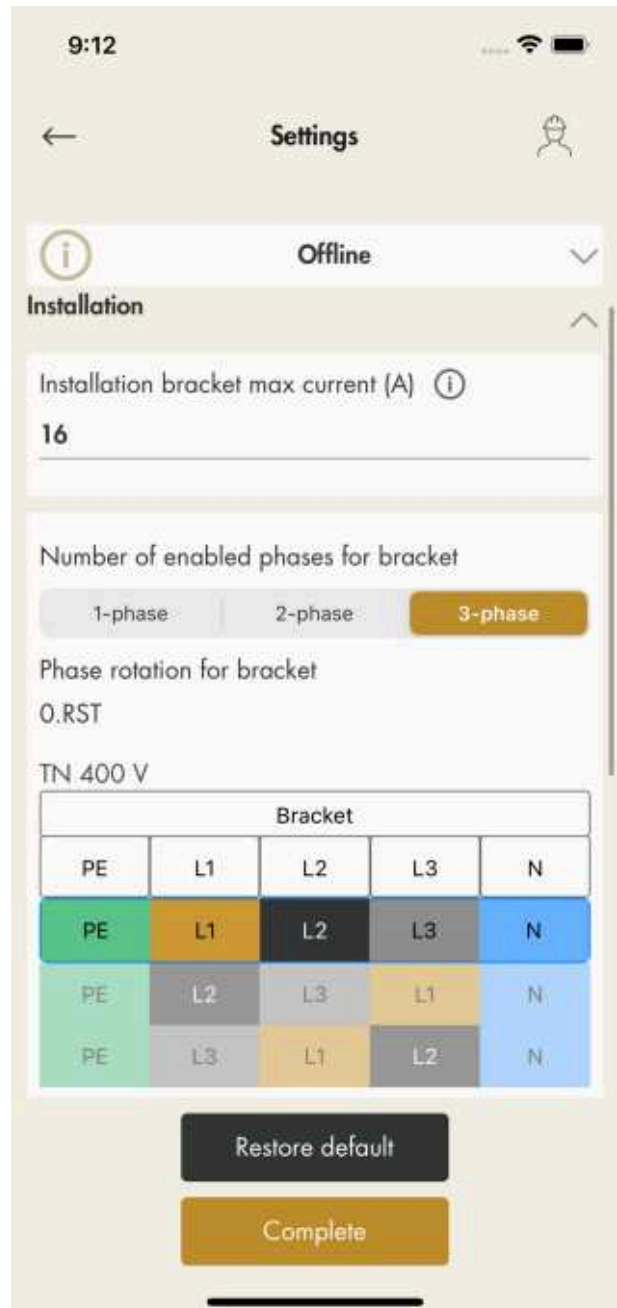 9:12
Settings
Offline
Installation
Installation bracket max current (A)
16
Number of enabled phases for bracket
1-phase 2-phase 3-phase
Phase rotation for bracket
0.RST
TN 400 V
Bracket
PE L1 L2 L3 N
PE L1 L2 L3 N
PE L2 L3 L1 N
PE L3 L1 L2 N
Restore default
Complete